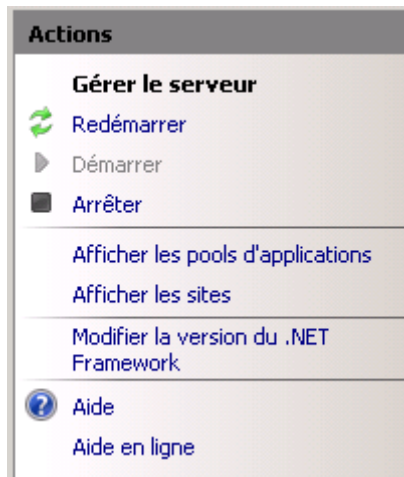 Actions
Gérer le serveur
Redémarrer
Démarrer
Arrêter
Afficher les pools d'applications
Afficher les sites
Modifier la version du .NET
Framework
Aide
Aide en ligne